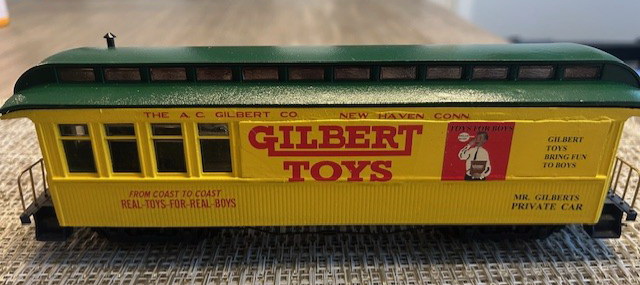 THE A.C. GILBERT CO. NEW HAVEN CONN.
GILBERT
TOYS
TOYS FOR BOYS
GILBERT
TOYS
BRING FUN
TO BOYS
FROM COAST TO COAST
REAL-TOYS-FOR-REAL-BOYS
MR. GILBERTS
PRIVATE CAR